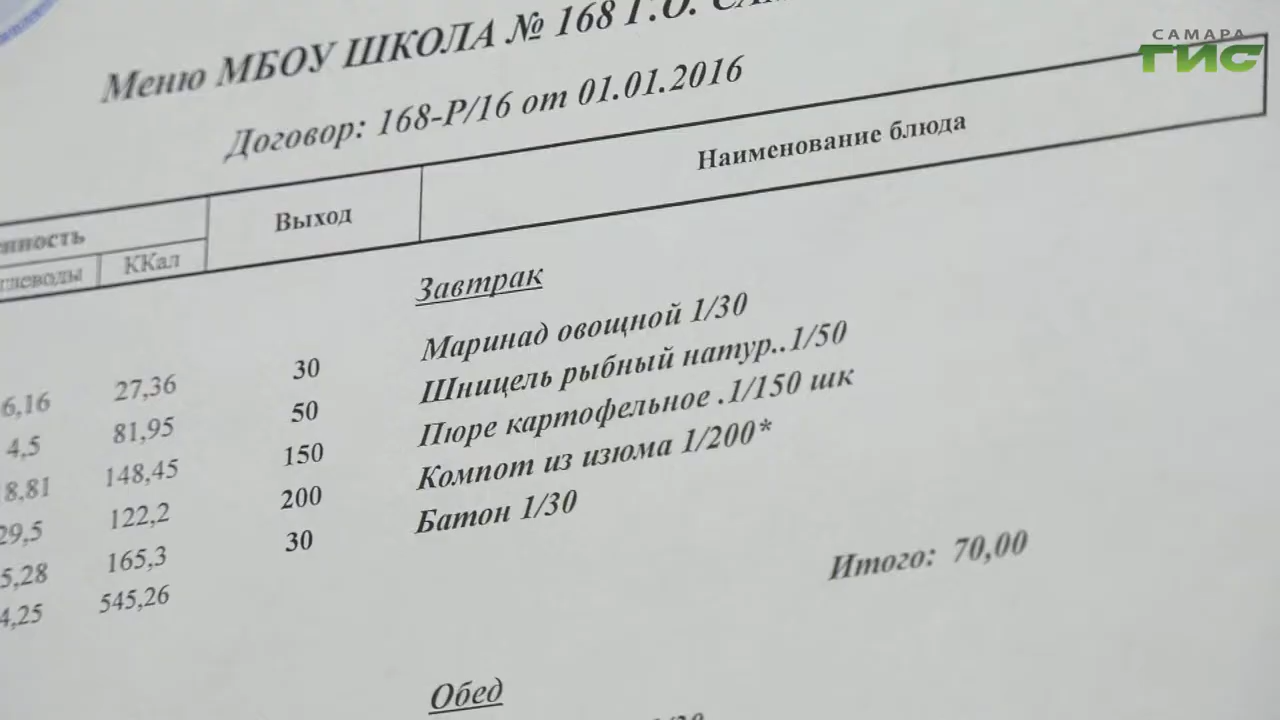 САМАРА
ГИС
Меню МБОУ ШКОЛА № 168 Г.О.
Договор: 168-Р/16 от 01.01.2016
ККал Выход Наименование блюда
Завтрак
6,16 27,36 30 Маринад овощной 1/30
4,5 81,95 50 Шницель рыбный натур..1/50
8,81 148,45 150 Пюре картофельное .1/150 шк
29,5 122,2 200 Компот из изюма 1/200*
5,28 165,3 30 Батон 1/30
4,25 545,26
Итого: 70,00
Обед